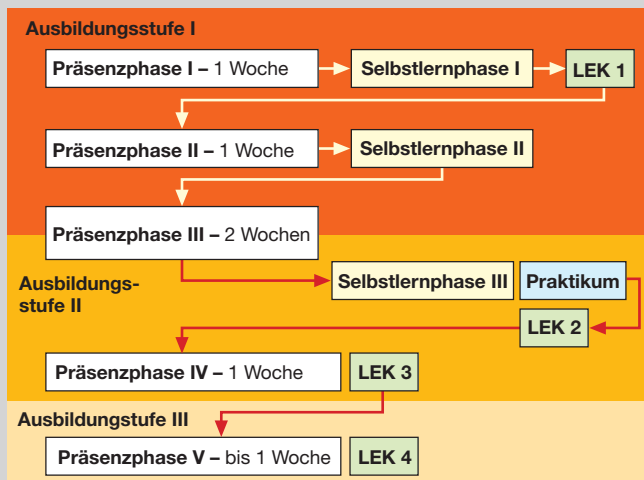 Ausbildungsstufe I
Präsenzphase I – 1 Woche
Selbstlernphase I
LEK 1
Präsenzphase II – 1 Woche
Selbstlernphase II
Präsenzphase III – 2 Wochen
Ausbildungs-
stufe II
Selbstlernphase III
Praktikum
LEK 2
Präsenzphase IV – 1 Woche
LEK 3
Ausbildungstufe III
Präsenzphase V – bis 1 Woche
LEK 4